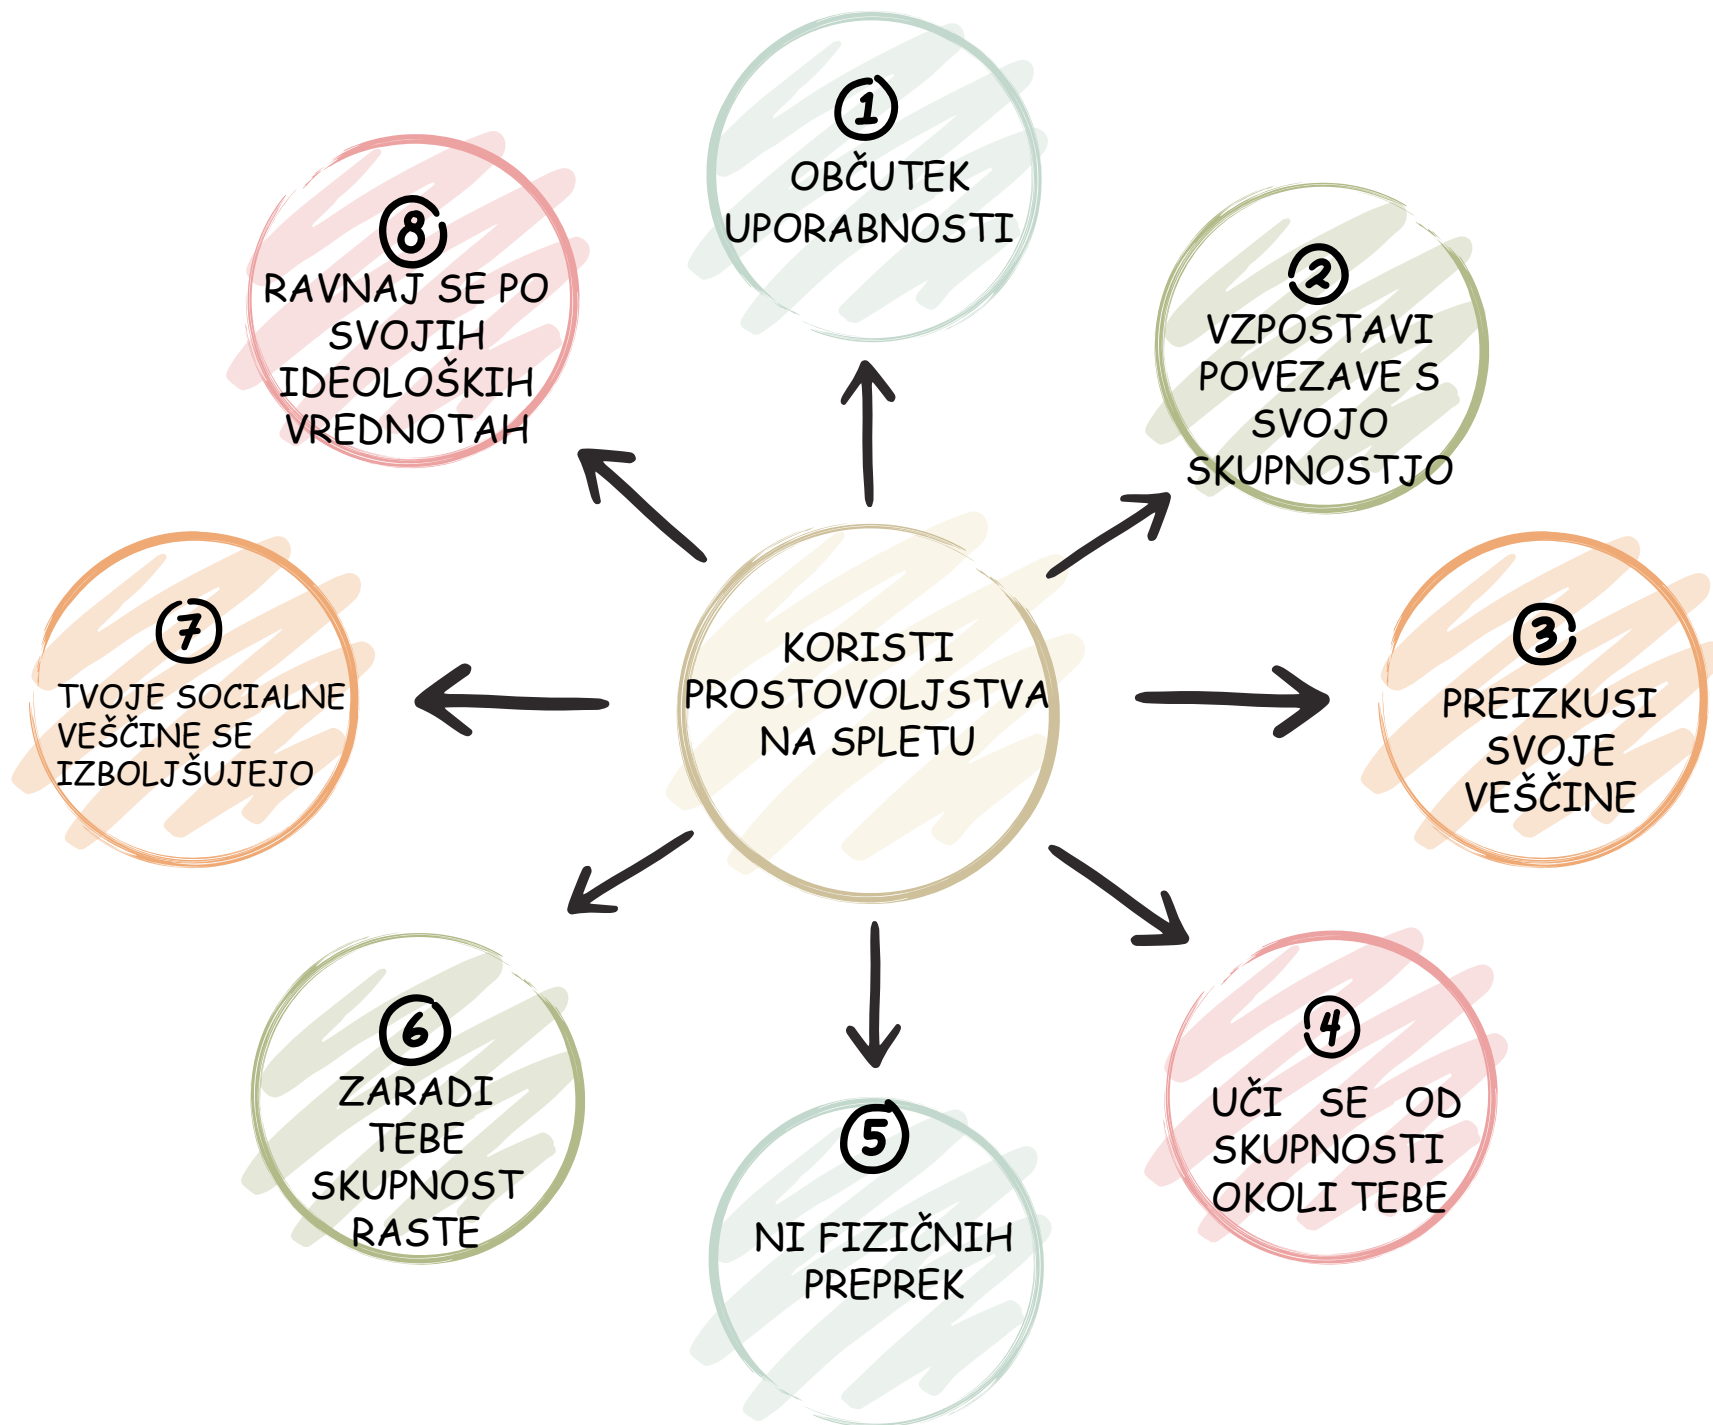 KORISTI
PROSTOVOLJSTVA
NA SPLETU
1
OBČUTEK
UPORABNOSTI
2
VZPOSTAVI
POVEZAVE S
SVOJO
SKUPNOSTJO
3
PREIZKUSI
SVOJE
VEŠČINE
4
UČI SE OD
SKUPNOSTI
OKOLI TEBE
5
NI FIZIČNIH
PREPREK
6
ZARADI
TEBE
SKUPNOST
RASTE
7
TVOJE SOCIALNE
VEŠČINE SE
IZBOLJŠUJEJO
8
RAVNAJ SE PO
SVOJIH
IDEOLOŠKIH
VREDNOTAH